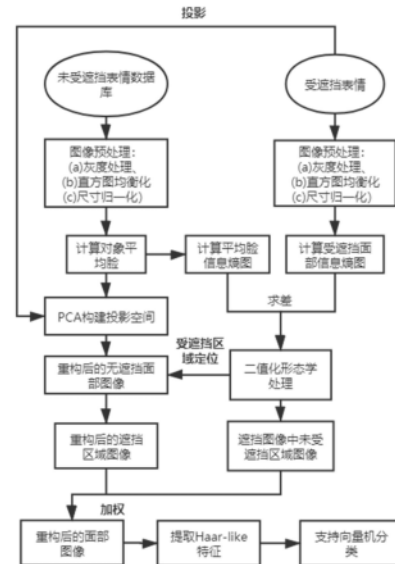 投影
未受遮挡表情数据
库
受遮挡表情
图像预处理：
(a)灰度处理、
(b)直方图均衡化
(c)尺寸归一化）
图像预处理：
(a)灰度处理、
(b)直方图均衡化
(c)尺寸归一化）
计算对象平
均脸
计算平均脸
信息熵图
计算受遮挡面
部信息熵图
求差
PCA构建投影空间
受遮挡区
域定位
重构后的无遮挡面
部图像
二值化形态学
处理
重构后的遮挡
区域图像
遮挡图像中未受
遮挡区域图像
加权
重构后的面部
图像
提取Haar-like
特征
支持向量机分
类